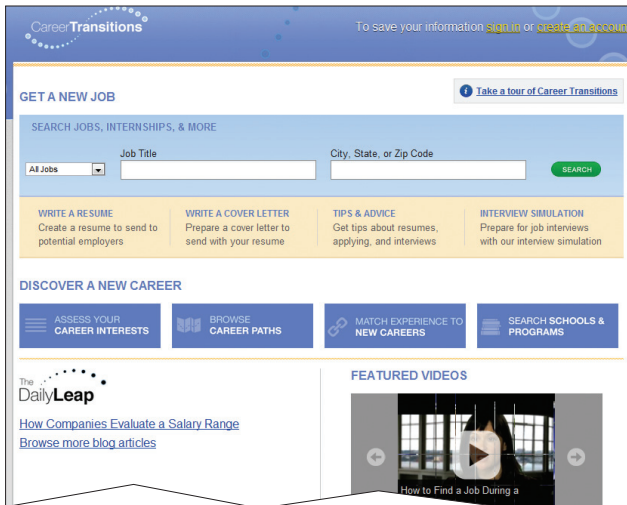 CareerTransitions
To save your information sign in or create an accoun
GET A NEW JOB
Take a tour of Career Transitions
SEARCH JOBS, INTERNSHIPS, & MORE
Job Title
City, State, or Zip Code
All Jobs
SEARCH
WRITE A RESUME
Create a resume to send to
potential employers
WRITE A COVER LETTER
Prepare a cover letter to
send with your resume
TIPS & ADVICE
Get tips about resumes,
applying, and interviews
INTERVIEW SIMULATION
Prepare for job interviews
with our interview simulation
DISCOVER A NEW CAREER
ASSESS YOUR
CAREER INTERESTS
BROWSE
CAREER PATHS
MATCH EXPERIENCE TO
NEW CAREERS
SEARCH SCHOOLS &
PROGRAMS
The
DailyLeap
How Companies Evaluate a Salary Range
Browse more blog articles
FEATURED VIDEOS
How to Find a Job During a